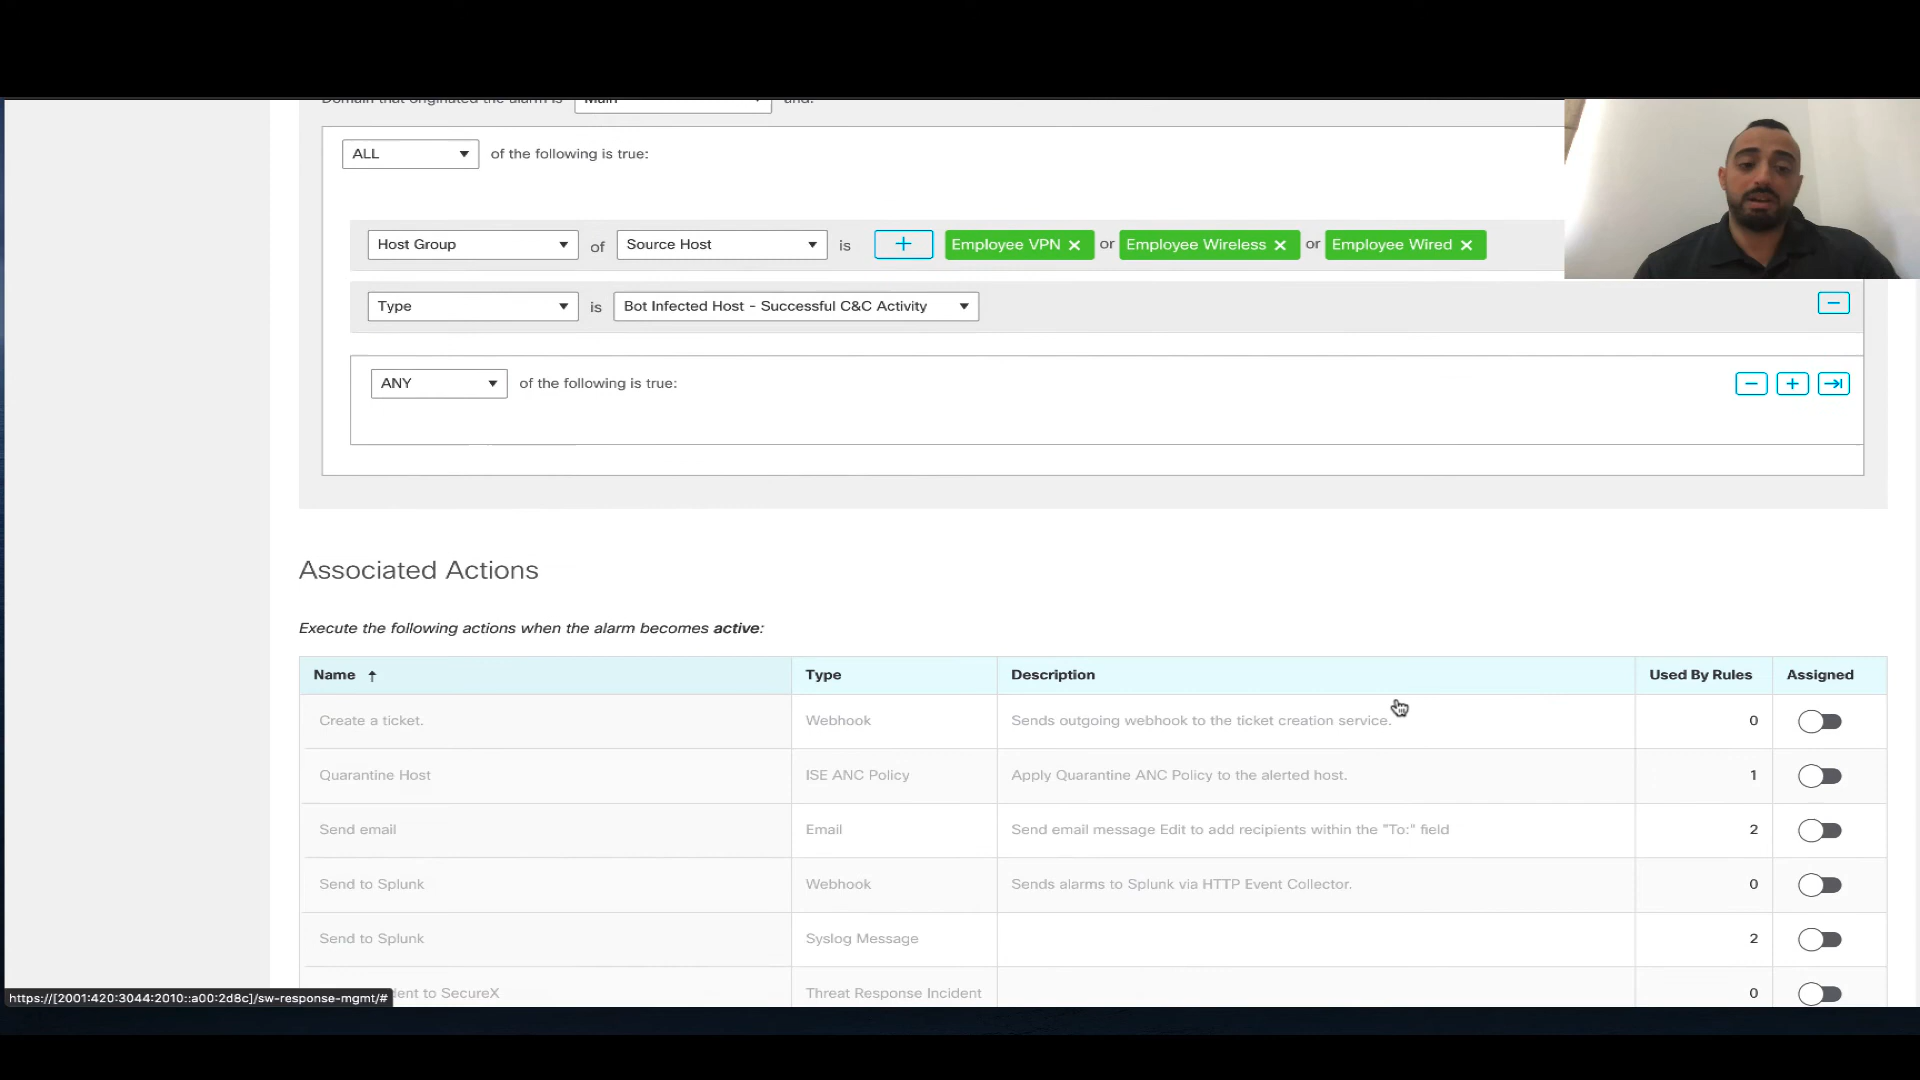 Domain that originated the alarm is Main and:
ALL of the following is true:
Host Group of Source Host is + Employee VPN × or Employee Wireless × or Employee Wired ×
Type is Bot Infected Host - Successful C&C Activity
ANY of the following is true:
Associated Actions
Execute the following actions when the alarm becomes active:
Name ↑ Type Description Used By Rules Assigned
Create a ticket. Webhook Sends outgoing webhook to the ticket creation service. 0
Quarantine Host ISE ANC Policy Apply Quarantine ANC Policy to the alerted host. 1
Send email Email Send email message Edit to add recipients within the "To:" field 2
Send to Splunk Webhook Sends alarms to Splunk via HTTP Event Collector. 0
Send to Splunk Syslog Message 2
to SecureX Threat Response Incident 0
https://[2001:420:3044:2010::a00:2d8c]/sw-response-mgmt/#